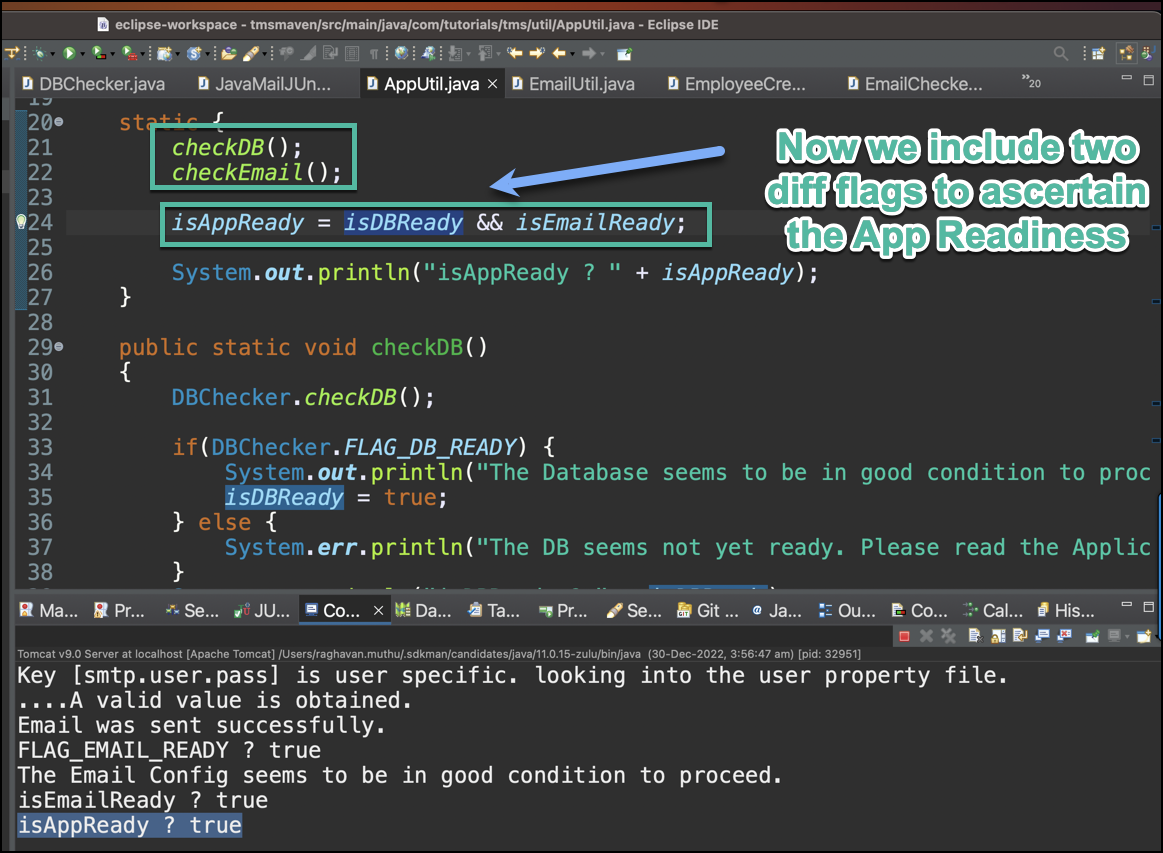 eclipse-workspace - tmsmaven/src/main/java/com/tutorials/tms/util/AppUtil.java - Eclipse IDE
DBChecker.java JavaMailJUn... AppUtil.java EmailUtil.java EmployeeCre... EmailChecke... »20
19
20 static {
21 checkDB();
22 checkEmail();
23
24 isAppReady = isDBReady && isEmailReady;
25
26 System.out.println("isAppReady ? " + isAppReady);
27 }
28
29 public static void checkDB()
30 {
31 DBChecker.checkDB();
32
33 if(DBChecker.FLAG_DB_READY) {
34 System.out.println("The Database seems to be in good condition to proc
35 isDBReady = true;
36 } else {
37 System.err.println("The DB seems not yet ready. Please read the Applic
38 }
Now we include two
diff flags to ascertain
the App Readiness
Ma... Pr... Se... JU... Co... Da... Ta... Pr... Se... Git ... Ja... Ou... Co... Cal... His...
Tomcat v9.0 Server at localhost [Apache Tomcat] /Users/raghavan.muthu/.sdkman/candidates/java/11.0.15-zulu/bin/java (30-Dec-2022, 3:56:47 am) [pid: 32951]
Key [smtp.user.pass] is user specific. looking into the user property file.
....A valid value is obtained.
Email was sent successfully.
FLAG_EMAIL_READY ? true
The Email Config seems to be in good condition to proceed.
isEmailReady ? true
isAppReady ? true